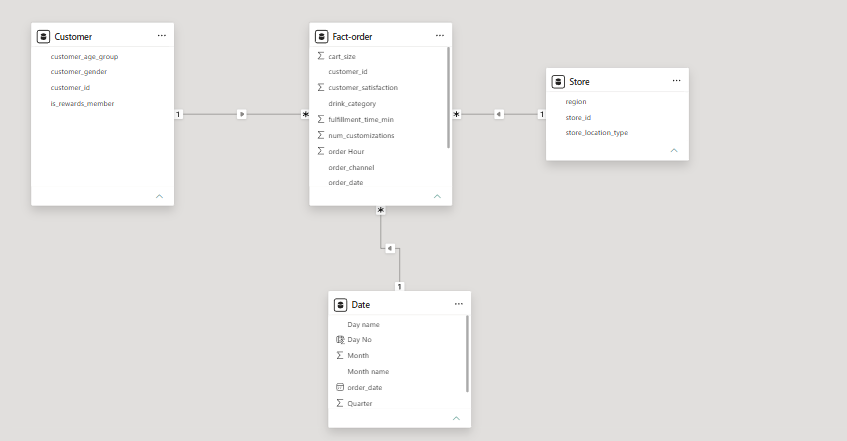 Customer
customer_age_group
customer_gender
customer_id
is_rewards_member
1
*
Fact-order
Σ cart_size
customer_id
Σ customer_satisfaction
drink_category
Σ fulfillment_time_min
Σ num_customizations
Σ order Hour
order_channel
order_date
*
1
Store
region
store_id
store_location_type
*
1
Date
Day name
Day No
Σ Month
Month name
order_date
Σ Quarter